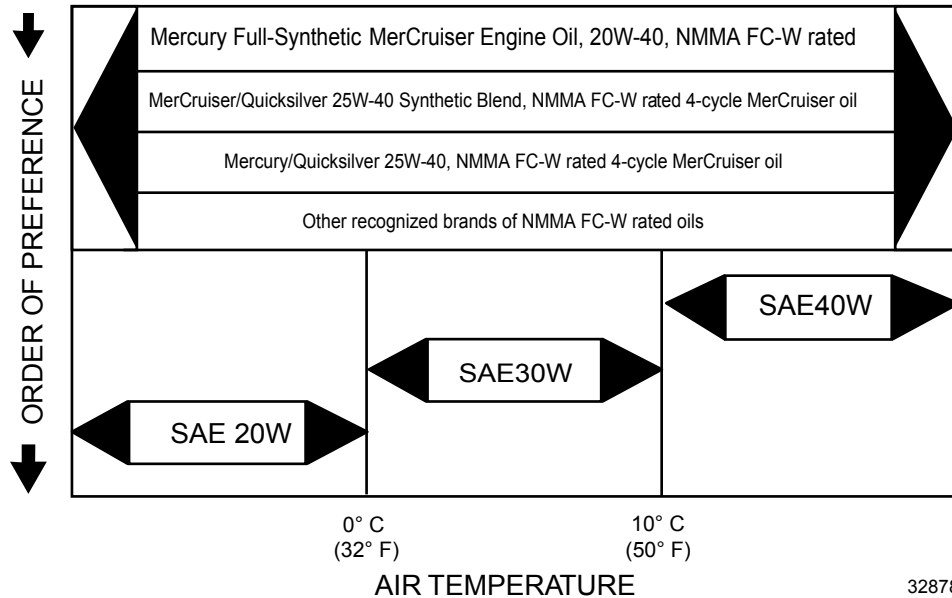 Mercury Full-Synthetic MerCruiser Engine Oil, 20W-40, NMMA FC-W rated
MerCruiser/Quicksilver 25W-40 Synthetic Blend, NMMA FC-W rated 4-cycle MerCruiser oil
Mercury/Quicksilver 25W-40, NMMA FC-W rated 4-cycle MerCruiser oil
Other recognized brands of NMMA FC-W rated oils
ORDER OF PREFERENCE
SAE40W
SAE30W
SAE 20W
0° C
(32° F)
10° C
(50° F)
AIR TEMPERATURE
32878